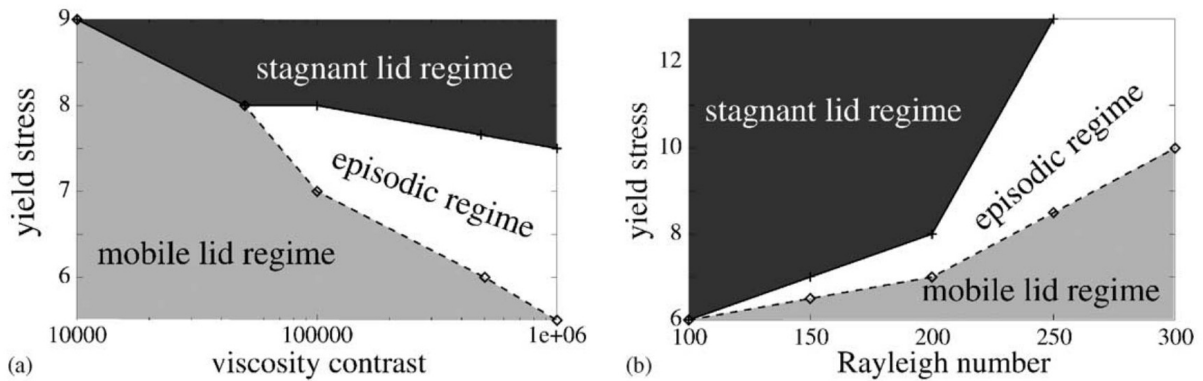 9
8
7
6
yield stress
stagnant lid regime
episodic regime
mobile lid regime
10000 100000 1e+06
(a) viscosity contrast
12
10
8
6
yield stress
stagnant lid regime
episodic regime
mobile lid regime
100 150 200 250 300
(b) Rayleigh number